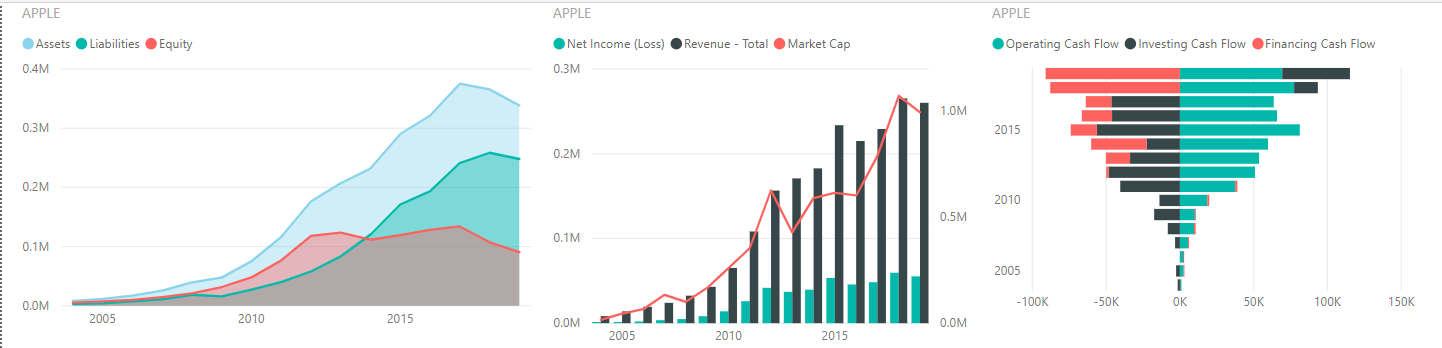 APPLE
Assets Liabilities Equity
0.4M
0.3M
0.2M
0.1M
0.0M
2005 2010 2015
APPLE
Net Income (Loss) Revenue - Total Market Cap
0.3M
0.2M
0.1M
0.0M
1.0M
0.5M
0.0M
2005 2010 2015
APPLE
Operating Cash Flow Investing Cash Flow Financing Cash Flow
2015
2010
2005
-100K -50K 0K 50K 100K 150K